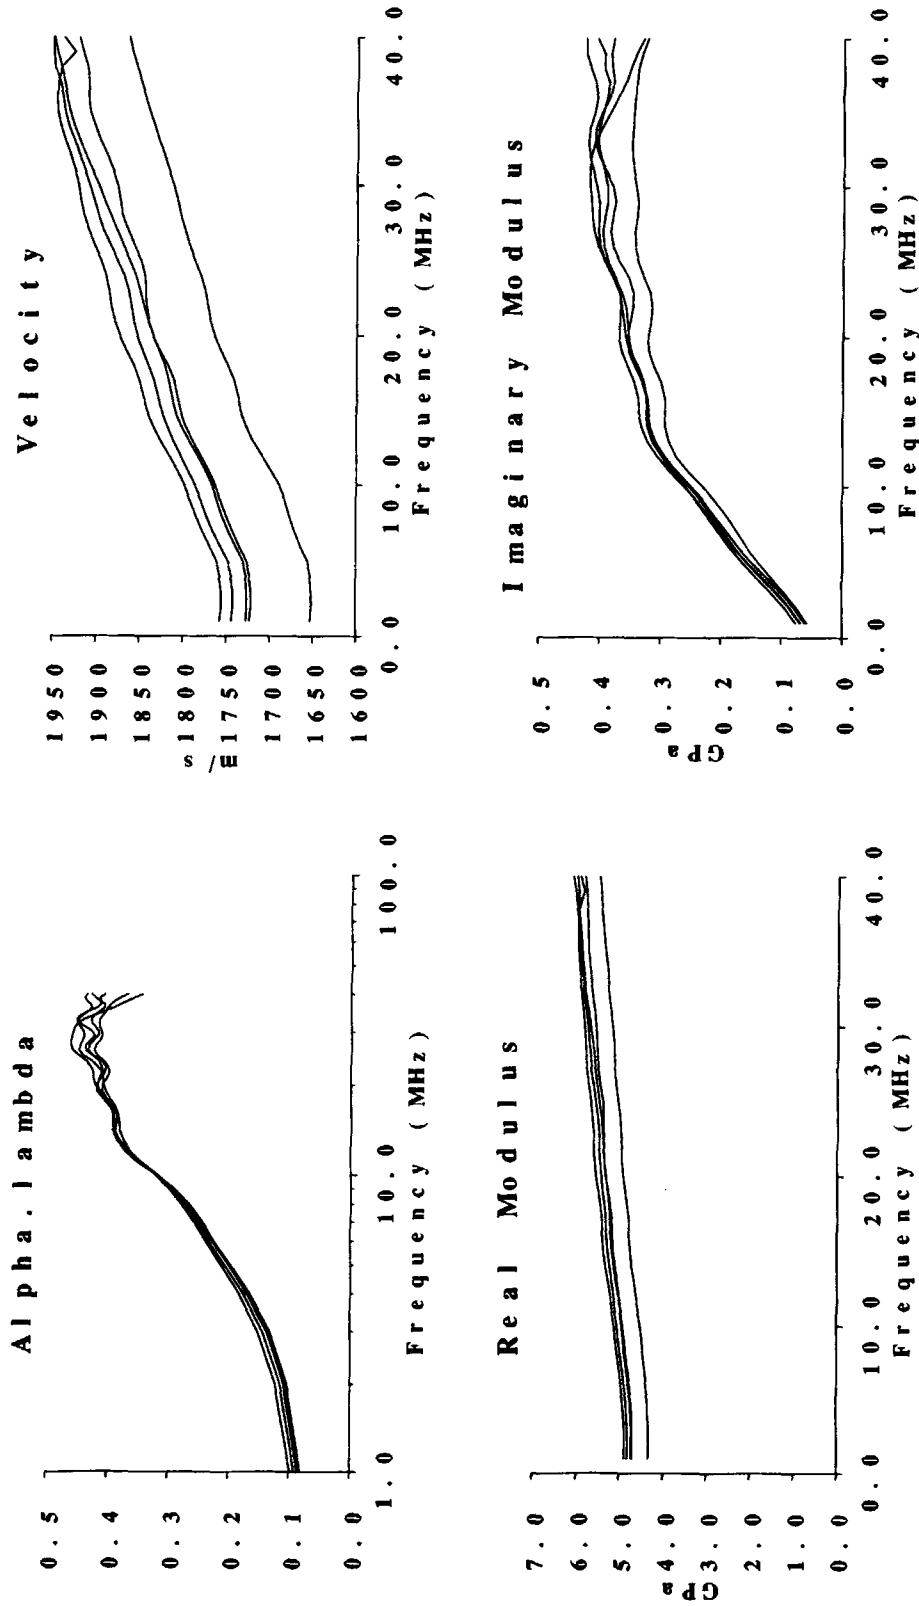 Alpha.lambda
0.5
0.4
0.3
0.2
0.1
0.0
1.0 10.0 100.0
Frequency (MHz)
Velocity
1950
1900
1850
1800
1750
1700
1650
1600
m/s
0.0 10.0 20.0 30.0 40.0
Frequency (MHz)
Real Modulus
7.0
6.0
5.0
4.0
3.0
2.0
1.0
0.0
GPa
0.0 10.0 20.0 30.0 40.0
Frequency (MHz)
Imaginary Modulus
0.5
0.4
0.3
0.2
0.1
0.0
GPa
0.0 10.0 20.0 30.0 40.0
Frequency (MHz)